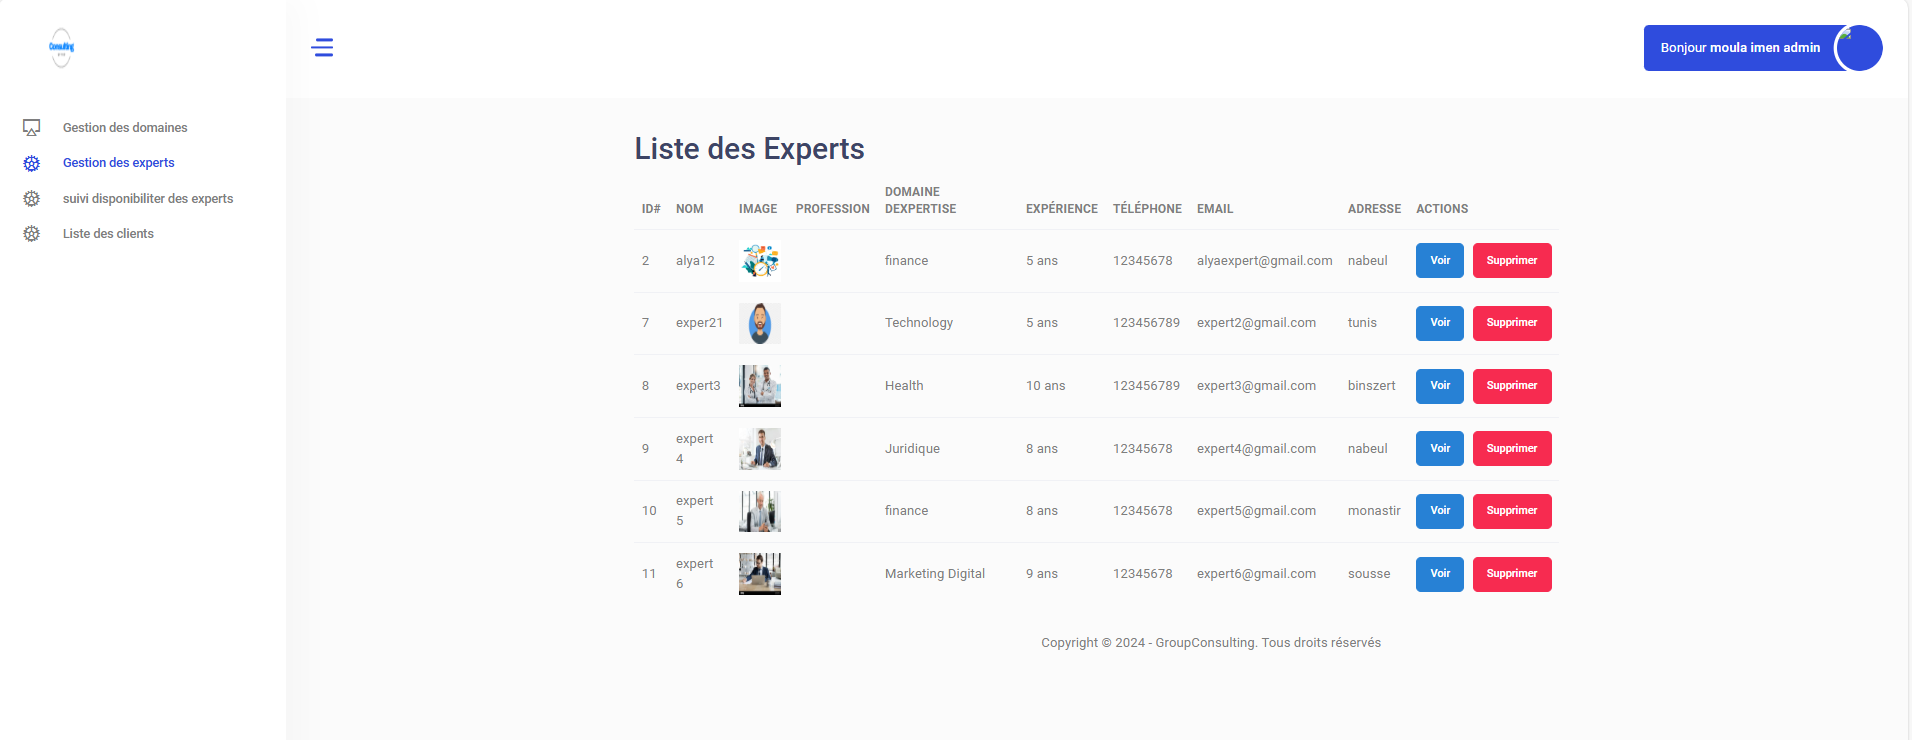 Consulting
Bonjour moula imen admin
Gestion des domaines
Gestion des experts
suivi disponibiliter des experts
Liste des clients
Liste des Experts
ID# NOM IMAGE PROFESSION DOMAINE DEXPERTISE EXPÉRIENCE TÉLÉPHONE EMAIL ADRESSE ACTIONS
2 alya12 finance 5 ans 12345678 alyaexpert@gmail.com nabeul Voir Supprimer
7 exper21 Technology 5 ans 123456789 expert2@gmail.com tunis Voir Supprimer
8 expert3 Health 10 ans 123456789 expert3@gmail.com binszert Voir Supprimer
9 expert 4 Juridique 8 ans 12345678 expert4@gmail.com nabeul Voir Supprimer
10 expert 5 finance 8 ans 12345678 expert5@gmail.com monastir Voir Supprimer
11 expert 6 Marketing Digital 9 ans 12345678 expert6@gmail.com sousse Voir Supprimer
Copyright © 2024 - GroupConsulting. Tous droits réservés